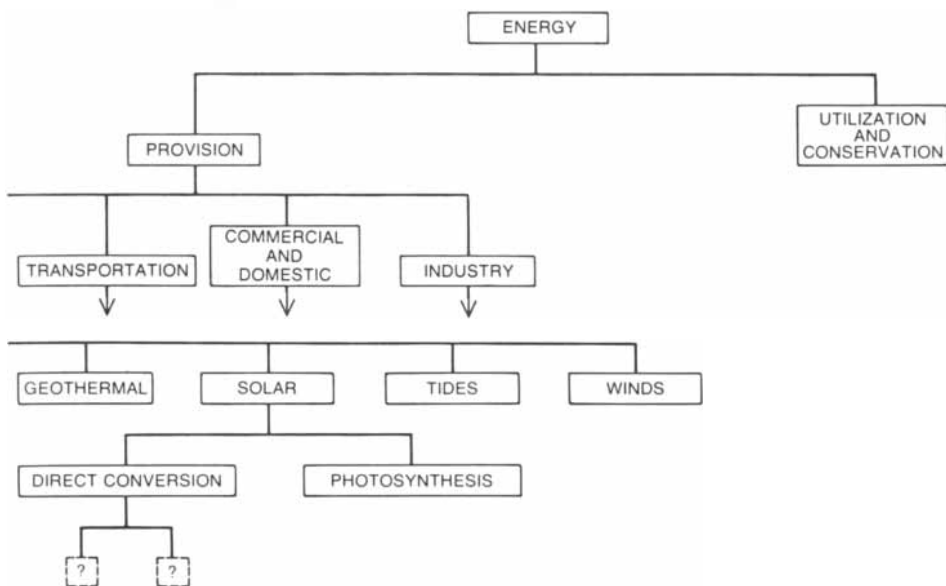 ENERGY
PROVISION
UTILIZATION
AND
CONSERVATION
TRANSPORTATION
COMMERCIAL
AND
DOMESTIC
INDUSTRY
GEOTHERMAL
SOLAR
TIDES
WINDS
DIRECT CONVERSION
PHOTOSYNTHESIS
?
?